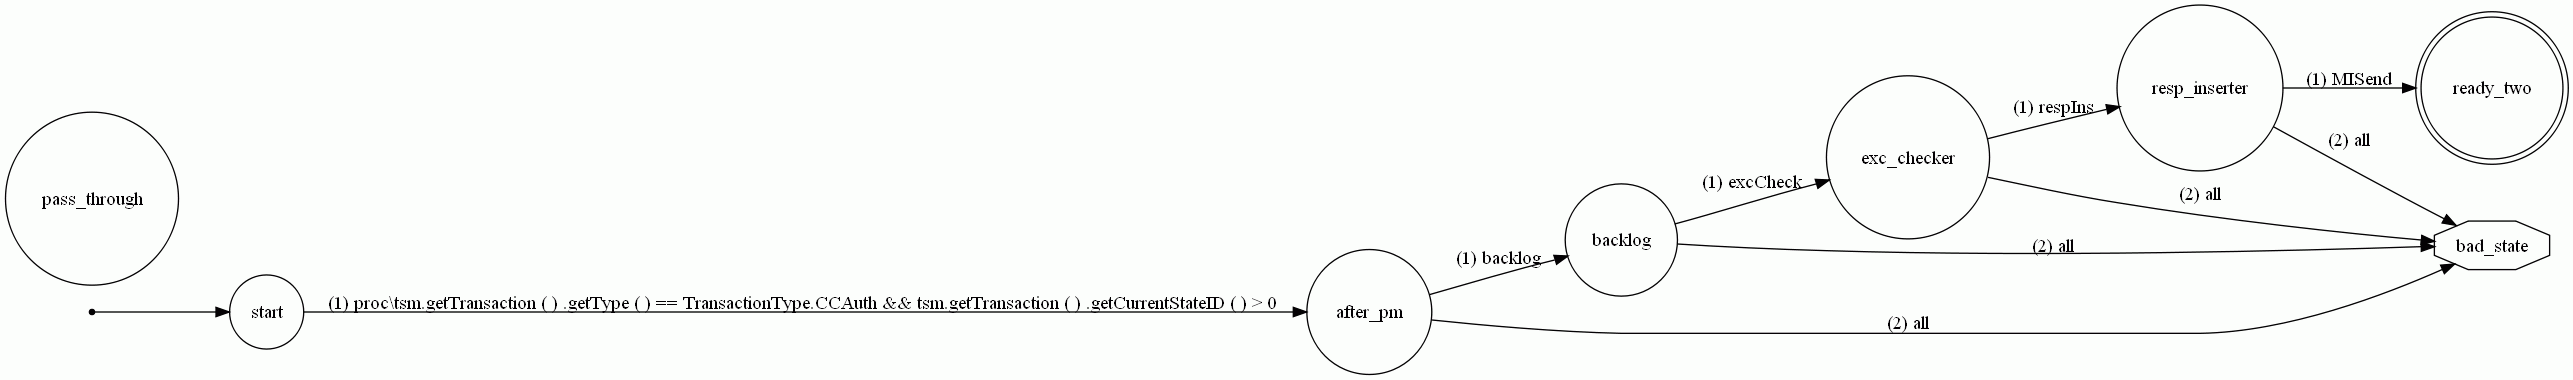 pass_through
start
(1) proc\tsm.getTransaction ( ) .getType ( ) == TransactionType.CCAuth && tsm.getTransaction ( ) .getCurrentStateID ( ) > 0
after_pm
(1) backlog
(2) all
backlog
(1) excCheck
(2) all
exc_checker
(1) respIns
(2) all
resp_inserter
(1) MISend
(2) all
ready_two
bad_state